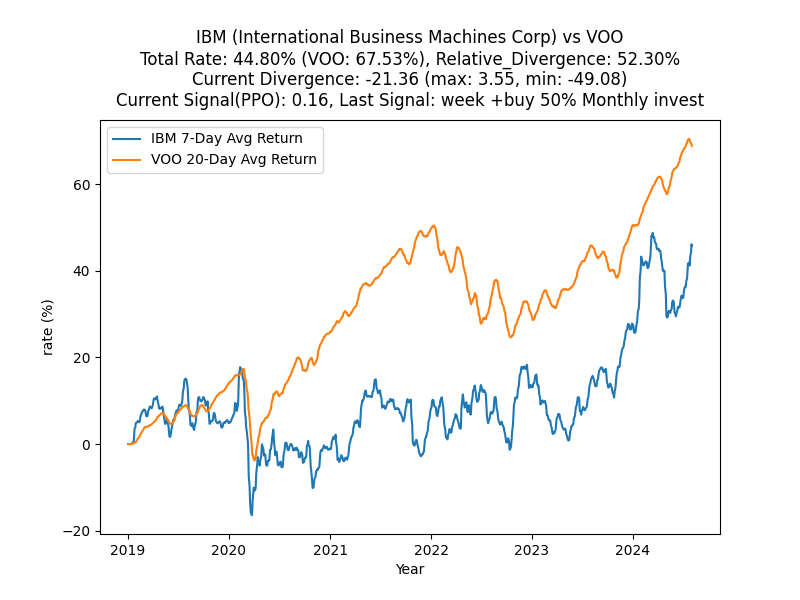 IBM (International Business Machines Corp) vs VOO
Total Rate: 44.80% (VOO: 67.53%), Relative_Divergence: 52.30%
Current Divergence: -21.36 (max: 3.55, min: -49.08)
Current Signal(PPO): 0.16, Last Signal: week +buy 50% Monthly invest
IBM 7-Day Avg Return
VOO 20-Day Avg Return
60
40
20
0
−20
rate (%)
2019 2020 2021 2022 2023 2024
Year